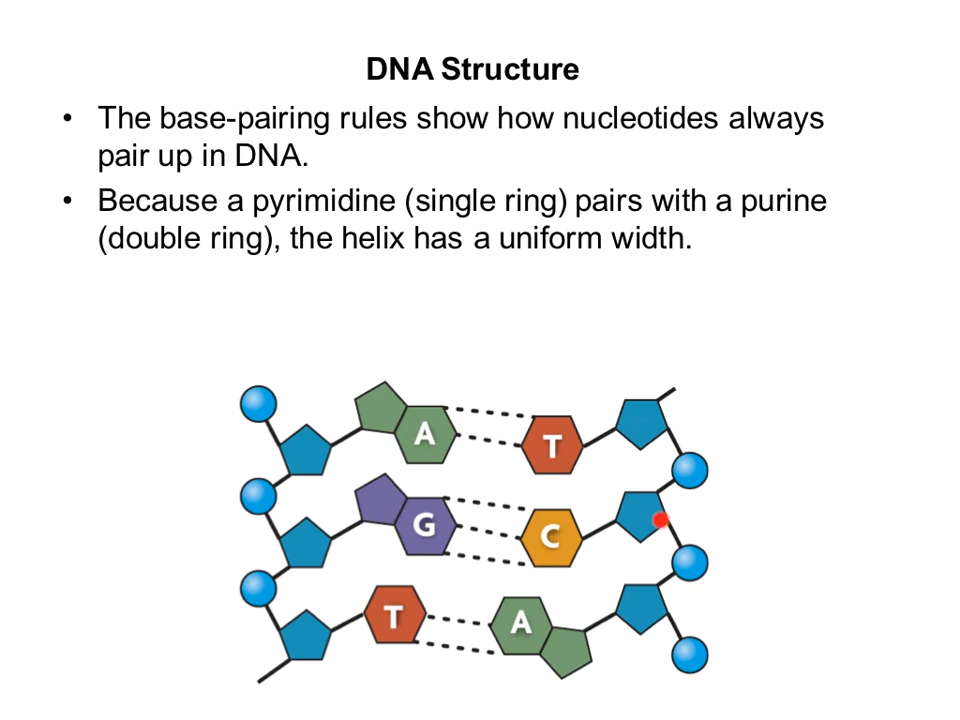 DNA Structure
• The base-pairing rules show how nucleotides always
pair up in DNA.
• Because a pyrimidine (single ring) pairs with a purine
(double ring), the helix has a uniform width.
A T
G C
T A